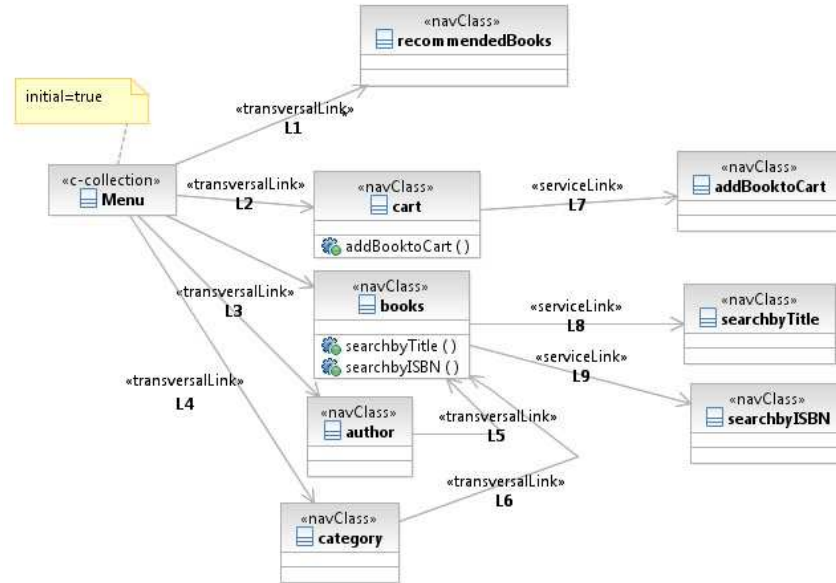 «navClass»
recommendedBooks
initial=true
«transversalLink»
L1
«c-collection»
Menu
«transversalLink»
L2
«navClass»
cart
addBooktoCart ( )
«serviceLink»
L7
«navClass»
addBooktoCart
«transversalLink»
L3
«navClass»
books
searchbyTitle ( )
searchbyISBN ( )
«serviceLink»
L8
«navClass»
searchbyTitle
«serviceLink»
L9
«navClass»
searchbyISBN
«transversalLink»
L4
«navClass»
author
«transversalLink»
L5
«transversalLink»
L6
«navClass»
category